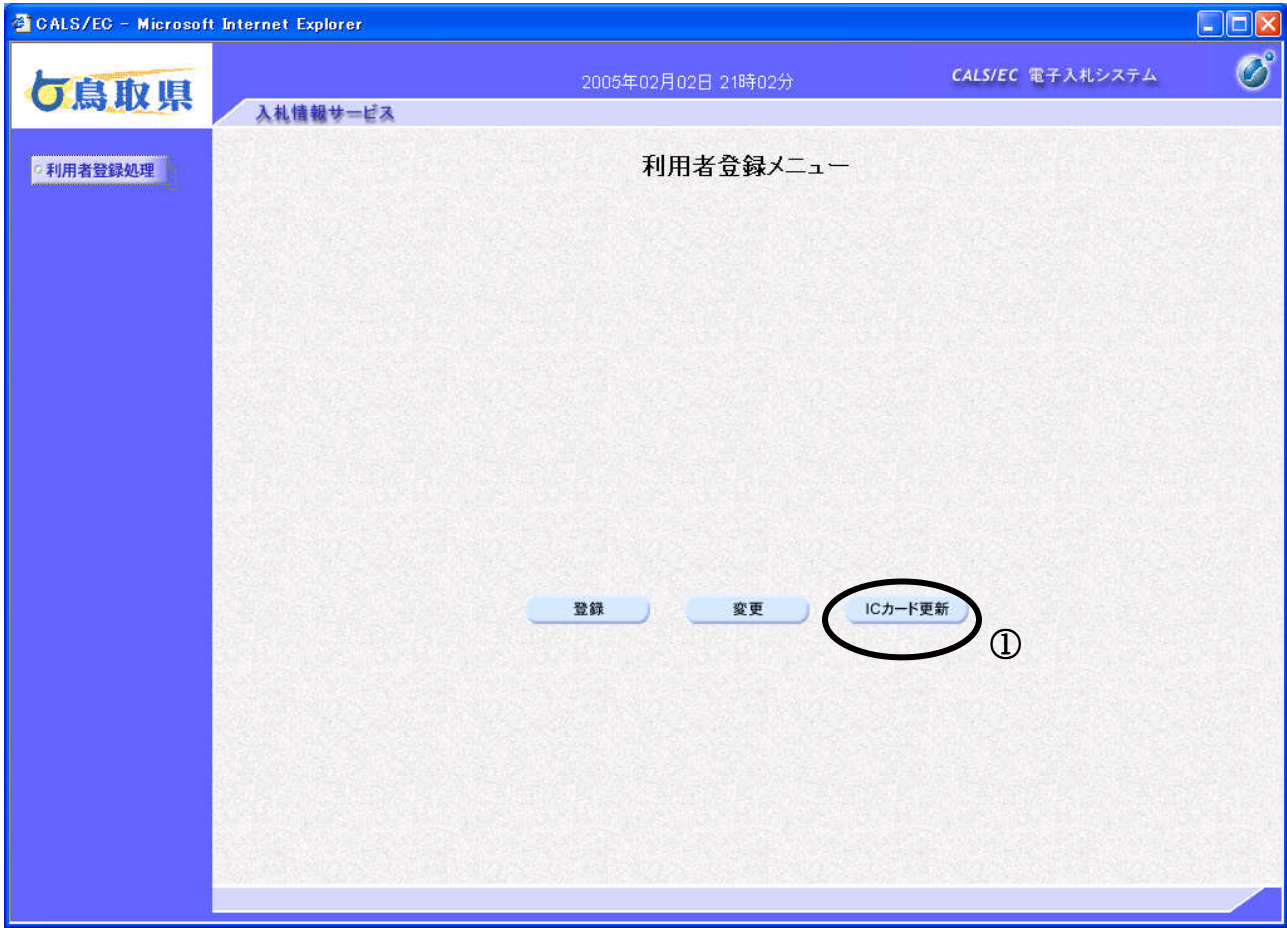 CALS/EC - Microsoft Internet Explorer
鳥取県
2005年02月02日 21時02分
CALS/EC 電子入札システム
入札情報サービス
利用者登録処理
利用者登録メニュー
登録
変更
ICカード更新
①